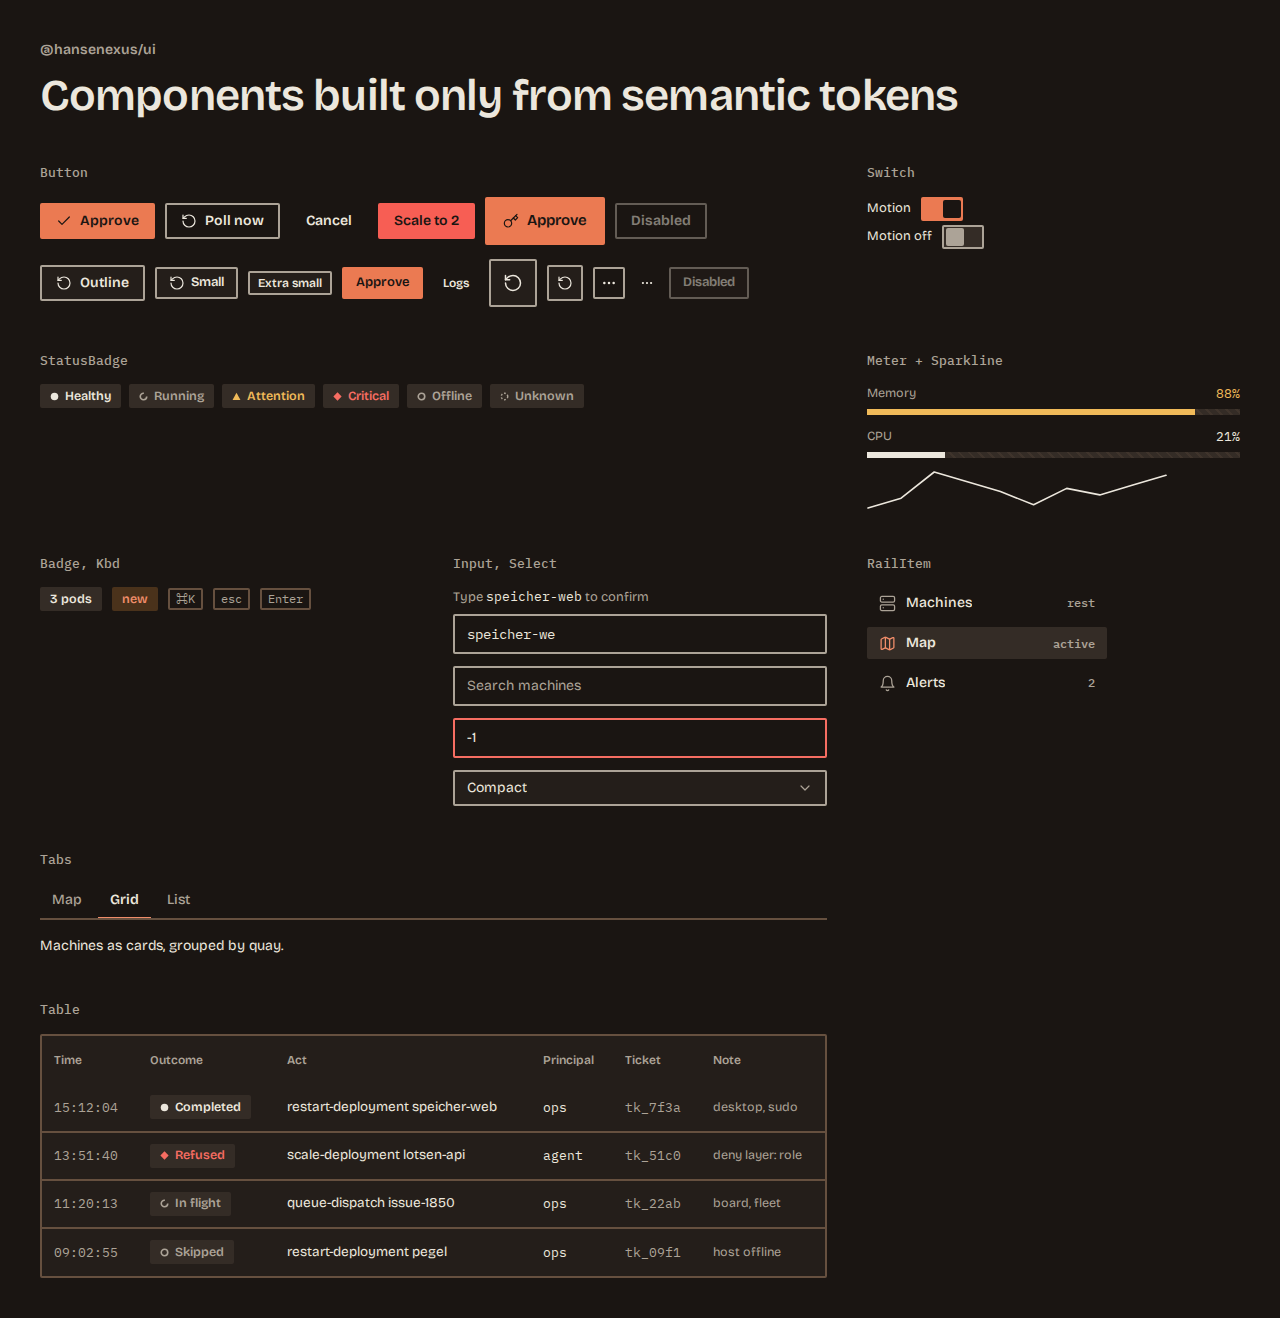 @hansenexus/ui
Components built only from semantic tokens
Button
Approve Poll now Cancel Scale to 2 Approve Disabled
Outline Small Extra small Approve Logs Disabled
Switch
Motion
Motion off
StatusBadge
Healthy Running Attention Critical Offline Unknown
Meter + Sparkline
Memory 88%
CPU 21%
Badge, Kbd
3 pods new ⌘K esc Enter
Input, Select
Type speicher-web to confirm
speicher-we
Search machines
-1
Compact
RailItem
Machines rest
Map active
Alerts 2
Tabs
Map Grid List
Machines as cards, grouped by quay.
Table
Time Outcome Act Principal Ticket Note
15:12:04 Completed restart-deployment speicher-web ops tk_7f3a desktop, sudo
13:51:40 Refused scale-deployment lotsen-api agent tk_51c0 deny layer: role
11:20:13 In flight queue-dispatch issue-1850 ops tk_22ab board, fleet
09:02:55 Skipped restart-deployment pegel ops tk_09f1 host offline